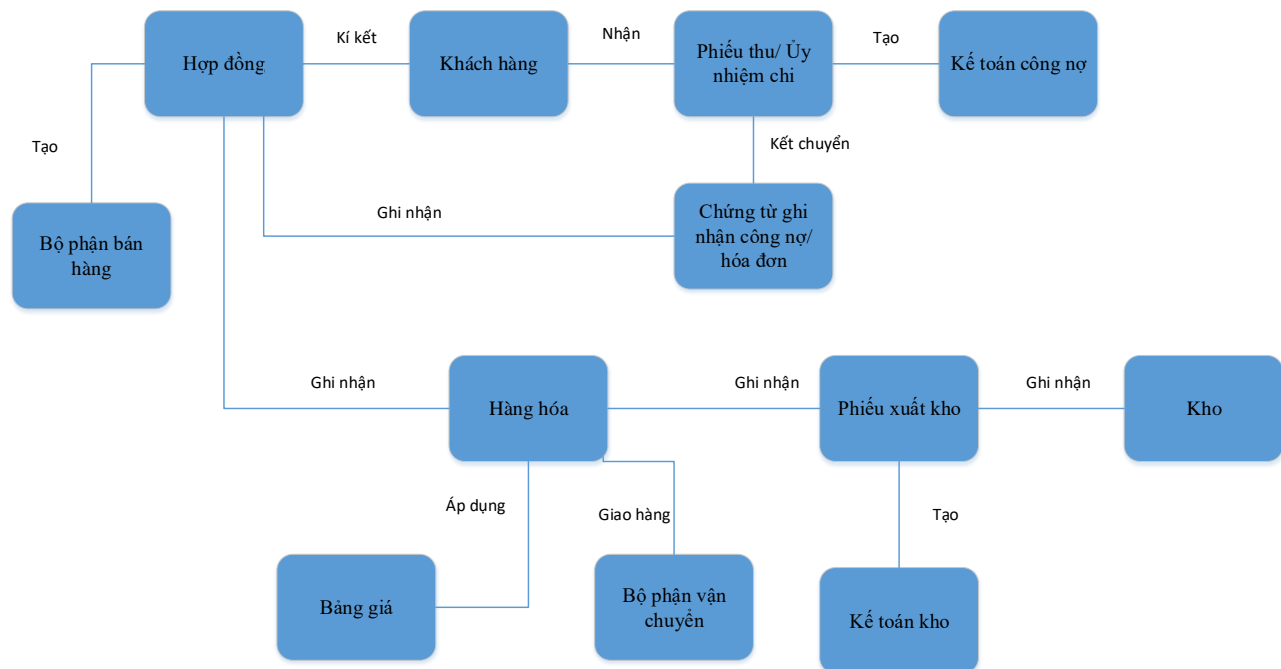 Kí kết
Nhận
Tạo
Hợp đồng
Khách hàng
Phiếu thu/ Ủy
nhiệm chi
Kế toán công nợ
Tạo
Kết chuyển
Ghi nhận
Bộ phận bán
hàng
Chứng từ ghi
nhận công nợ/
hóa đơn
Ghi nhận
Ghi nhận
Ghi nhận
Hàng hóa
Phiếu xuất kho
Kho
Áp dụng
Giao hàng
Tạo
Bảng giá
Bộ phận vận
chuyển
Kế toán kho